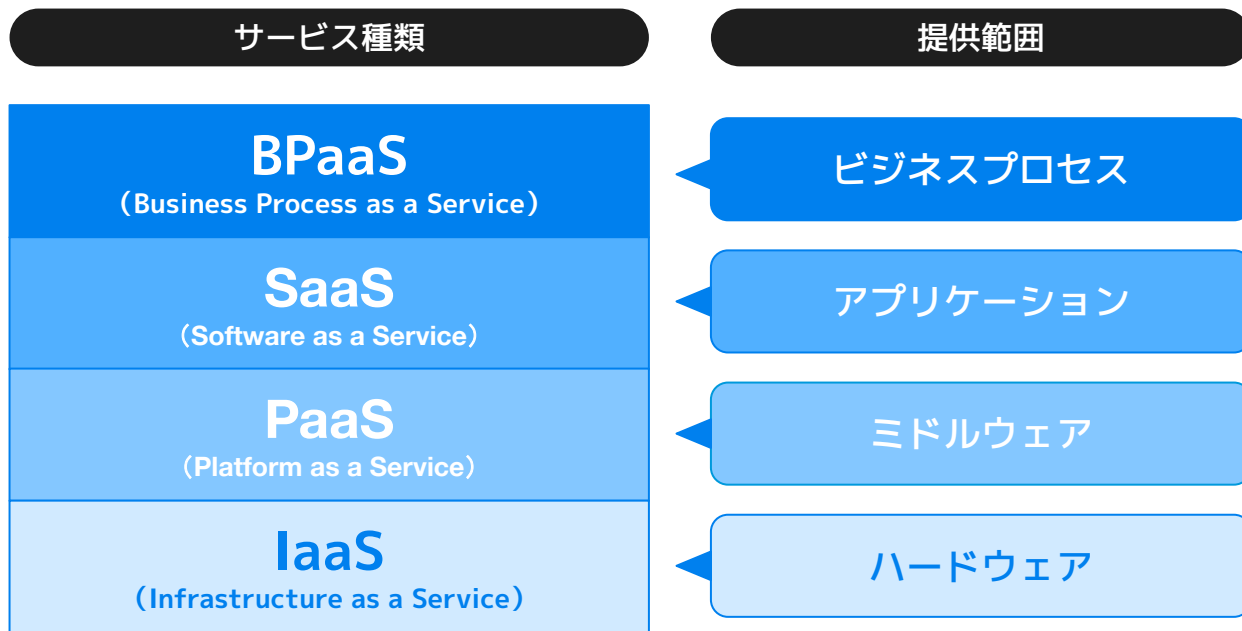 サービス種類
提供範囲
BPaaS
（Business Process as a Service）
ビジネスプロセス
SaaS
（Software as a Service）
アプリケーション
PaaS
（Platform as a Service）
ミドルウェア
IaaS
（Infrastructure as a Service）
ハードウェア